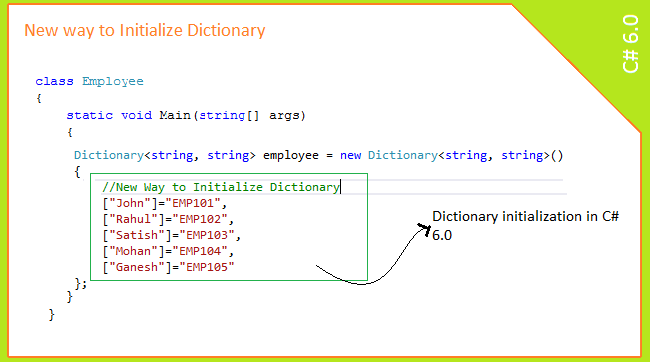 New way to Initialize Dictionary
C# 6.0
class Employee
{
static void Main(string[] args)
{
Dictionary<string, string> employee = new Dictionary<string, string>()
{
//New Way to Initialize Dictionary
["John"]="EMP101",
["Rahul"]="EMP102",
["Satish"]="EMP103",
["Mohan"]="EMP104",
["Ganesh"]="EMP105"
};
}
}
Dictionary initialization in C#
6.0